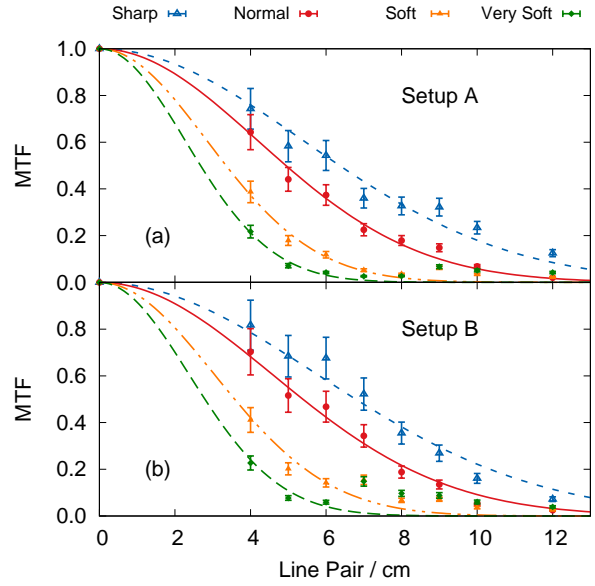 Sharp Normal Soft Very Soft
1.0
0.8
0.6
0.4
0.2
0.0
MTF
Setup A
(a)
0.8
0.6
0.4
0.2
0.0
MTF
Setup B
(b)
0 2 4 6 8 10 12
Line Pair / cm